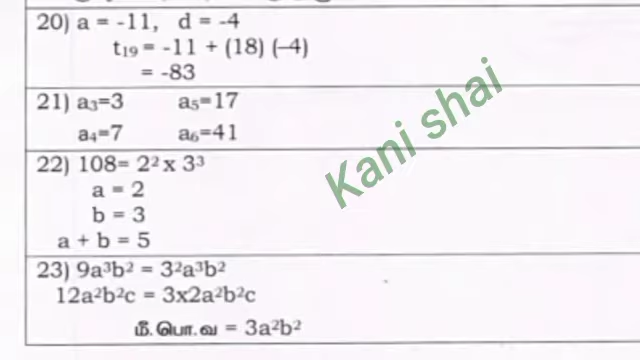 20) a = -11, d = -4
t₁₉ = -11 + (18) (-4)
= -83
21) a₃=3 a₅=17
a₄=7 a₆=41
22) 108= 2² x 3³
a = 2
b = 3
a + b = 5
23) 9a³b² = 3²a³b²
12a²b²c = 3x2a²b²c
மீ.பொ.வ = 3a²b²
Kani shai